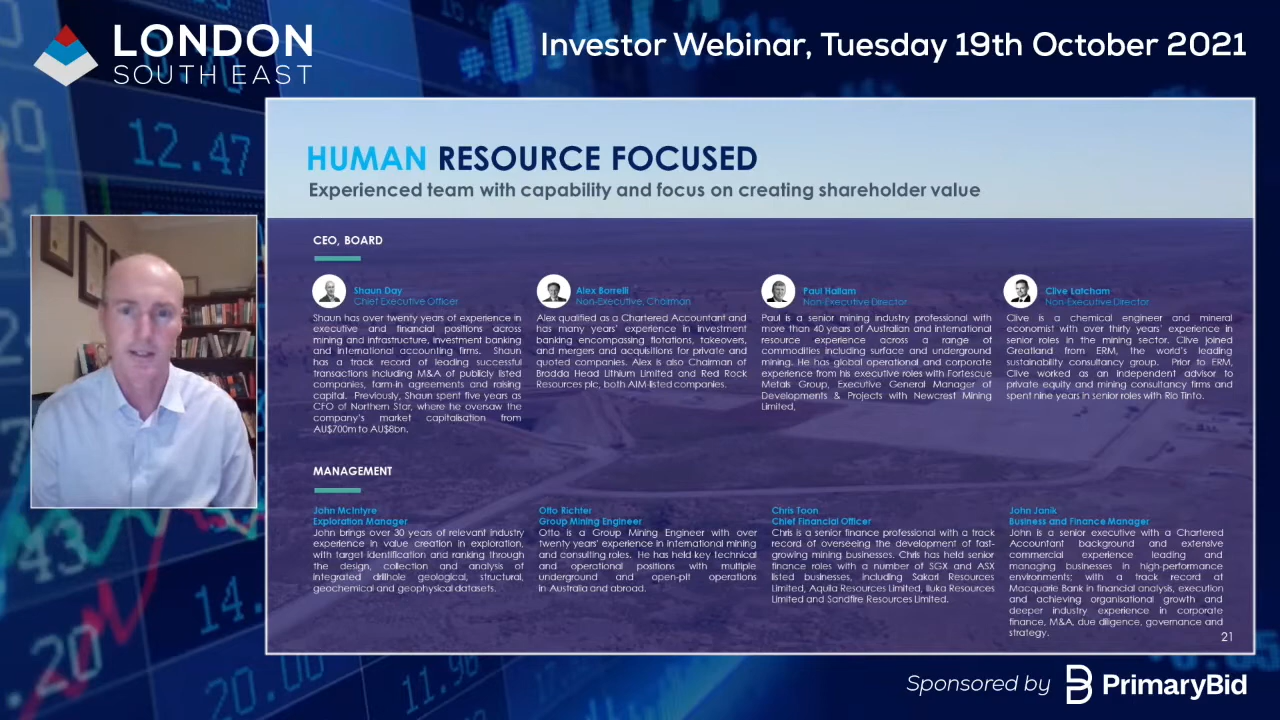 LONDON
SOUTH EAST
Investor Webinar, Tuesday 19th October 2021
12.47
HUMAN RESOURCE FOCUSED
Experienced team with capability and focus on creating shareholder value
CEO, BOARD
Shaun Day
Chief Executive Officer
Shaun has over twenty years of experience in
executive and financial positions across
mining and infrastructure, investment banking
and international accounting firms. Shaun
has a track record of leading successful
transactions including M&A of publicly listed
companies, farm-in agreements and raising
capital. Previously, Shaun spent five years as
CFO of Northern Star, where he oversaw the
company's market capitalisation from
AU$700m to AU$8bn.
Alex Borrelli
Non-Executive, Chairman
Alex qualified as a Chartered Accountant and
has many years' experience in investment
banking encompassing flotations, takeovers,
and mergers and acquisitions for private and
quoted companies. Alex is also Chairman of
Bradda Head Lithium Limited and Red Rock
Resources plc, both AIM-listed companies.
Paul Hallam
Non-Executive Director
Paul is a senior mining industry professional with
more than 40 years of Australian and international
resource experience across a range of
commodities including surface and underground
mining. He has global operational and corporate
experience from his executive roles with Fortescue
Metals Group, Executive General Manager of
Developments & Projects with Newcrest Mining
Limited,
Clive Latcham
Non-Executive Director
Clive is a chemical engineer and mineral
economist with over thirty years' experience in
senior roles in the mining sector. Clive joined
Greatland from ERM, the world's leading
sustainability consultancy group. Prior to ERM,
Clive worked as an independent advisor to
private equity and mining consultancy firms and
spent nine years in senior roles with Rio Tinto.
MANAGEMENT
John McIntyre
Exploration Manager
John brings over 30 years of relevant industry
experience in value creation in exploration,
with target identification and ranking through
the design, collection and analysis of
integrated drillhole geological, structural,
geochemical and geophysical datasets.
Otto Richter
Group Mining Engineer
Otto is a Group Mining Engineer with over
twenty years' experience in international mining
and consulting roles. He has held key technical
and operational positions with multiple
underground and open-pit operations
in Australia and abroad.
Chris Toon
Chief Financial Officer
Chris is a senior finance professional with a track
record of overseeing the development of fast-
growing mining businesses. Chris has held senior
finance roles with a number of SGX and ASX
listed businesses, including Sakari Resources
Limited, Aquila Resources Limited, Iluka Resources
Limited and Sandfire Resources Limited.
John Janik
Business and Finance Manager
John is a senior executive with a Chartered
Accountant background and extensive
commercial experience leading and
managing businesses in high-performance
environments; with a track record at
Macquarie Bank in financial analysis, execution
and achieving organisational growth and
deeper industry experience in corporate
finance, M&A, due diligence, governance and
strategy.
21
20.00
11.96
Sponsored by PrimaryBid